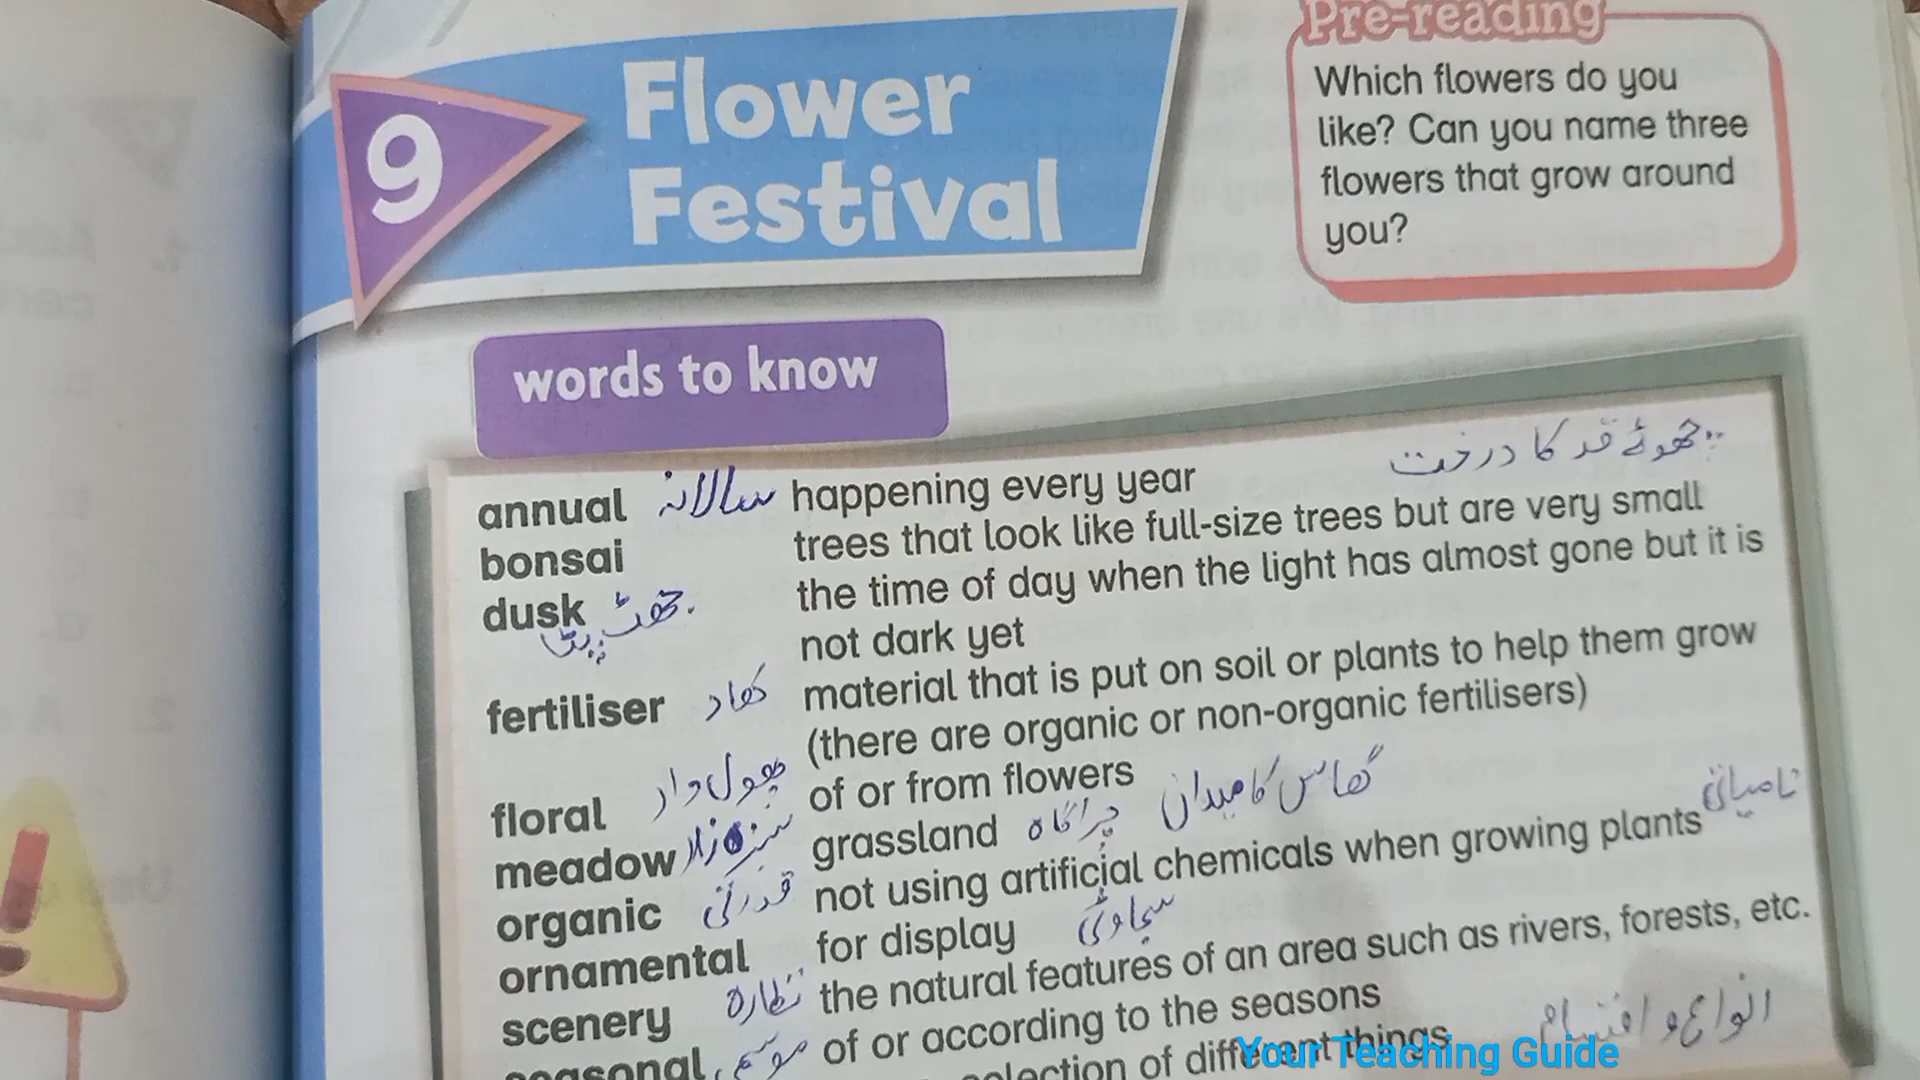 Pre-reading
Which flowers do you
like? Can you name three
flowers that grow around
you?
9
Flower
Festival
words to know
چھوٹے قد کا درخت
annual سالانہ happening every year
bonsai trees that look like full-size trees but are very small
dusk جھٹ پٹا the time of day when the light has almost gone but it is
not dark yet
fertiliser کھاد material that is put on soil or plants to help them grow
(there are organic or non-organic fertilisers)
floral پھول دار of or from flowers
meadow سبزہ زار grassland چراگاہ گھاس کا میدان
organic قدرتی not using artificial chemicals when growing plants نامیاتی
ornamental for display سجاوٹی
scenery نظارہ the natural features of an area such as rivers, forests, etc.
seasonal موسمی of or according to the seasons
of different things انواع و اقسام
Your Teaching Guide